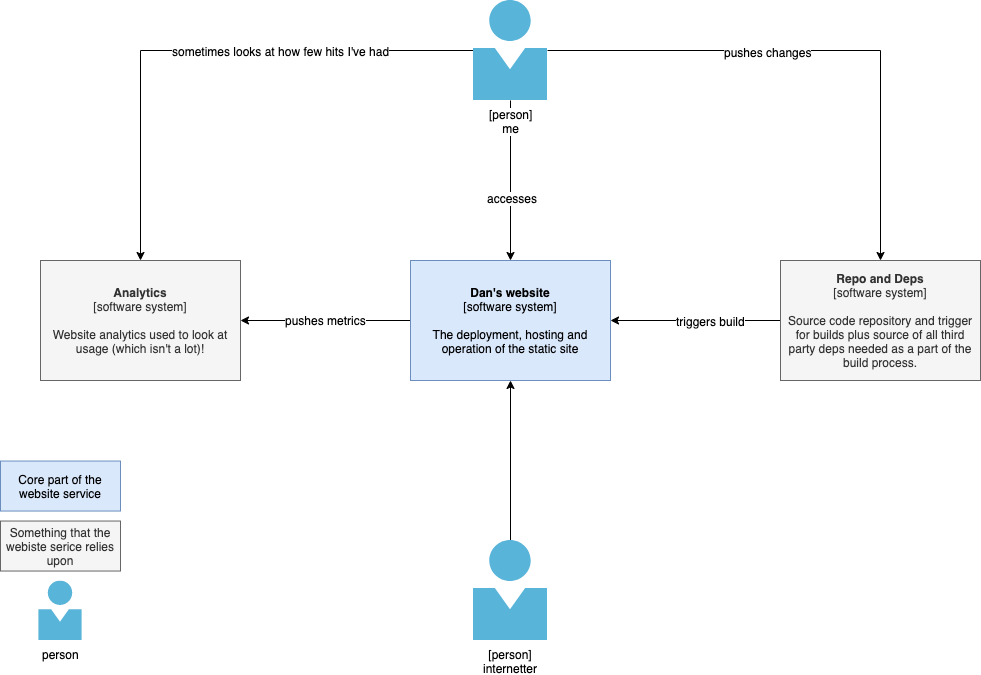 sometimes looks at how few hits I've had
pushes changes
[person]
me
accesses
Analytics
[software system]
Website analytics used to look at
usage (which isn't a lot)!
pushes metrics
Dan's website
[software system]
The deployment, hosting and
operation of the static site
triggers build
Repo and Deps
[software system]
Source code repository and trigger
for builds plus source of all third
party deps needed as a part of the
build process.
Core part of the
website service
Something that the
webiste serice relies
upon
person
[person]
internetter